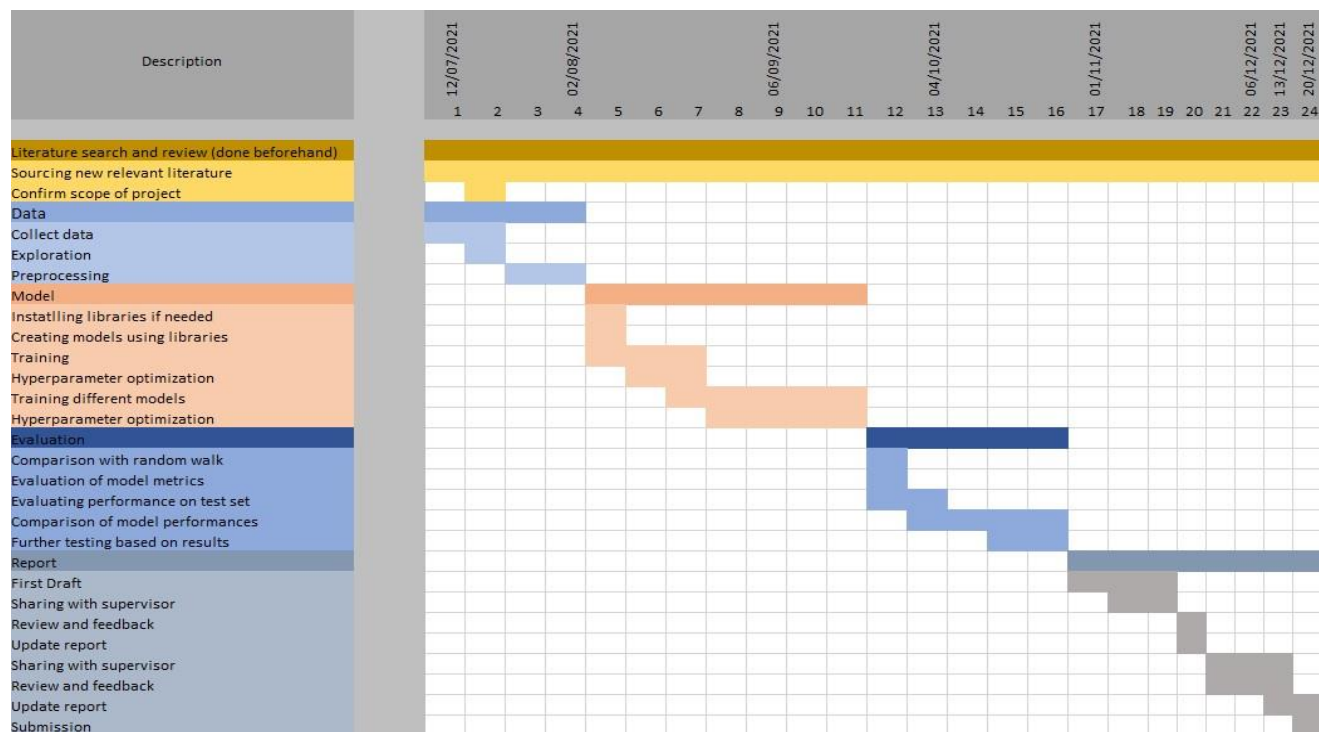 Description
12/07/2021 02/08/2021 06/09/2021 04/10/2021 01/11/2021 06/12/2021 13/12/2021 20/12/2021
1 2 3 4 5 6 7 8 9 10 11 12 13 14 15 16 17 18 19 20 21 22 23 24
Literature search and review (done beforehand)
Sourcing new relevant literature
Confirm scope of project
Data
Collect data
Exploration
Preprocessing
Model
Instatlling libraries if needed
Creating models using libraries
Training
Hyperparameter optimization
Training different models
Hyperparameter optimization
Evaluation
Comparison with random walk
Evaluation of model metrics
Evaluating performance on test set
Comparison of model performances
Further testing based on results
Report
First Draft
Sharing with supervisor
Review and feedback
Update report
Sharing with supervisor
Review and feedback
Update report
Submission